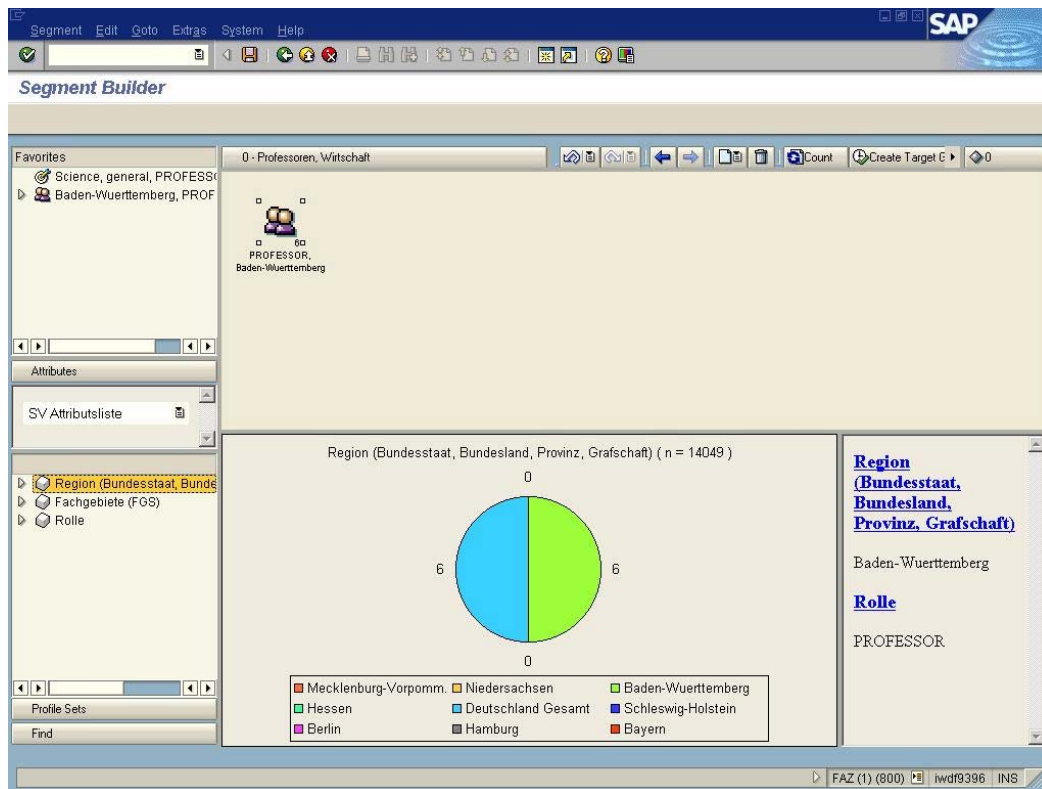 Segment Edit Goto Extras System Help
SAP
Segment Builder
Favorites
0 - Professoren, Wirtschaft
Count
Create Target G
0
Science, general, PROFESS
Baden-Wuerttemberg, PROF
6
PROFESSOR,
Baden-Wuerttemberg
Attributes
SV Attributsliste
Region (Bundesstaat, Bunde
Fachgebiete (FGS)
Rolle
Profile Sets
Find
Region (Bundesstaat, Bundesland, Provinz, Grafschaft) ( n = 14049 )
0
6
6
0
Mecklenburg-Vorpomm. Niedersachsen Baden-Wuerttemberg
Hessen Deutschland Gesamt Schleswig-Holstein
Berlin Hamburg Bayern
Region
(Bundesstaat,
Bundesland,
Provinz, Grafschaft)
Baden-Wuerttemberg
Rolle
PROFESSOR
FAZ (1) (800) iwdf9396 INS